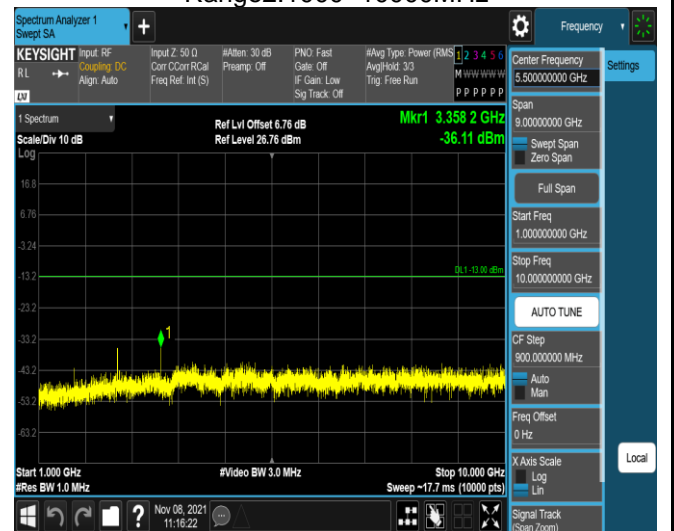 Range2:1000~10000MHz
Spectrum Analyzer 1
Swept SA
Frequency
KEYSIGHT
RL
LXI
Input: RF
Coupling: DC
Align: Auto
Input Z: 50 Ω
Corr CCorr RCal
Freq Ref: Int (S)
#Atten: 30 dB
Preamp: Off
PNO: Fast
Gate: Off
IF Gain: Low
Sig Track: Off
#Avg Type: Power (RMS
Avg|Hold: 3/3
Trig: Free Run
1 2 3 4 5 6
M W W W W W
P P P P P P
1 Spectrum
Scale/Div 10 dB
Log
Ref Lvl Offset 6.76 dB
Ref Level 26.76 dBm
Mkr1 3.358 2 GHz
-36.11 dBm
16.8
6.76
-3.24
-13.2
DL1 -13.00 dBm
-23.2
-33.2
1
-43.2
-53.2
-63.2
Start 1.000 GHz
#Res BW 1.0 MHz
#Video BW 3.0 MHz
Stop 10.000 GHz
Sweep ~17.7 ms (10000 pts)
Center Frequency
5.500000000 GHz
Settings
Span
9.00000000 GHz
Swept Span
Zero Span
Full Span
Start Freq
1.000000000 GHz
Stop Freq
10.000000000 GHz
AUTO TUNE
CF Step
900.000000 MHz
Auto
Man
Freq Offset
0 Hz
X Axis Scale
Log
Lin
Local
Signal Track
(Span Zoom)
?
Nov 08, 2021
11:16:22